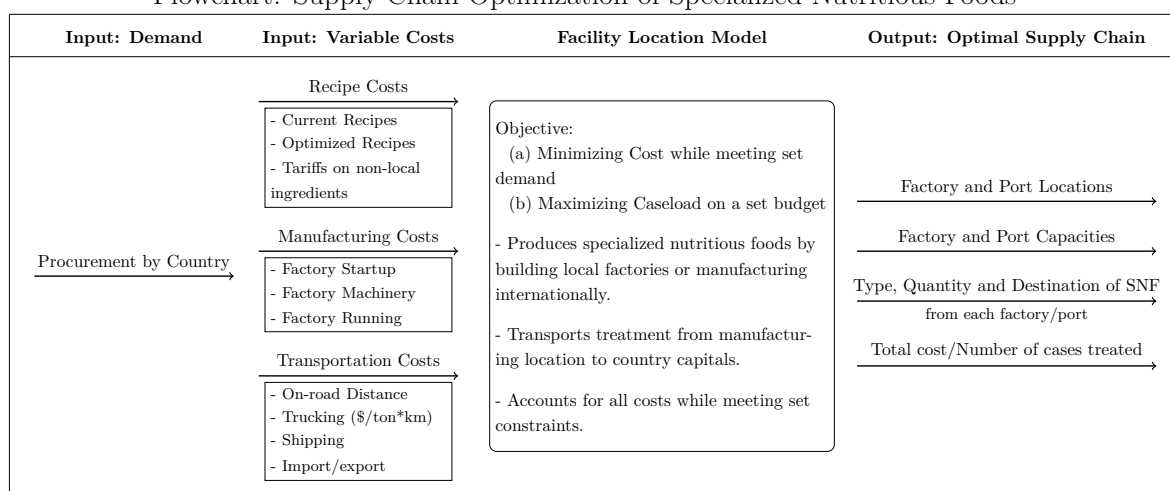 Flowchart: Supply Chain Optimization of Specialized Nutritious Foods
Input: Demand
Input: Variable Costs
Facility Location Model
Output: Optimal Supply Chain
Procurement by Country
Recipe Costs
- Current Recipes
- Optimized Recipes
- Tariffs on non-local
ingredients
Manufacturing Costs
- Factory Startup
- Factory Machinery
- Factory Running
Transportation Costs
- On-road Distance
- Trucking ($/ton*km)
- Shipping
- Import/export
Objective:
(a) Minimizing Cost while meeting set
demand
(b) Maximizing Caseload on a set budget
- Produces specialized nutritious foods by
building local factories or manufacturing
internationally.
- Transports treatment from manufactur-
ing location to country capitals.
- Accounts for all costs while meeting set
constraints.
Factory and Port Locations
Factory and Port Capacities
Type, Quantity and Destination of SNF
from each factory/port
Total cost/Number of cases treated